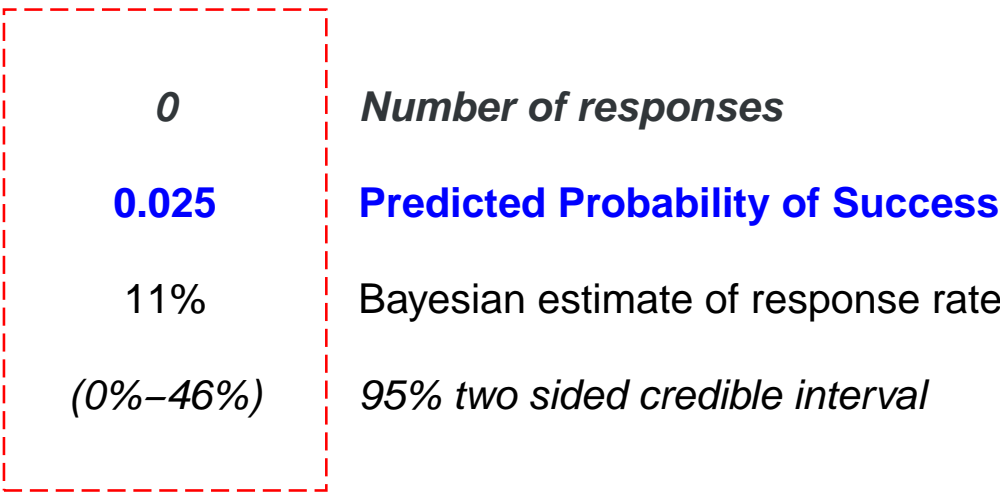 0 Number of responses
0.025 Predicted Probability of Success
11% Bayesian estimate of response rate
(0%–46%) 95% two sided credible interval